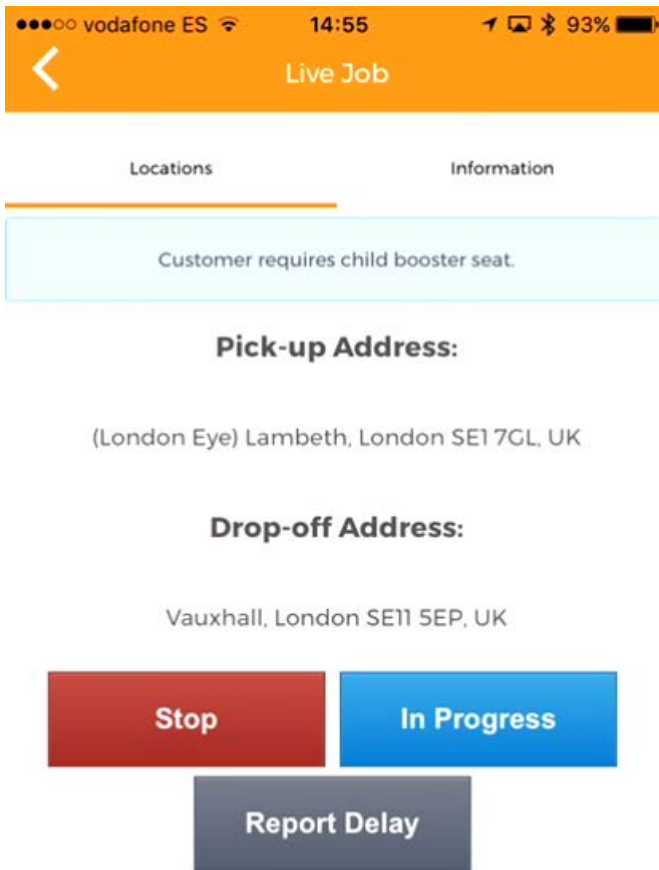 vodafone ES 14:55 93%
Live Job
Locations Information
Customer requires child booster seat.
Pick-up Address:
(London Eye) Lambeth, London SE1 7GL, UK
Drop-off Address:
Vauxhall, London SE11 5EP, UK
Stop In Progress
Report Delay